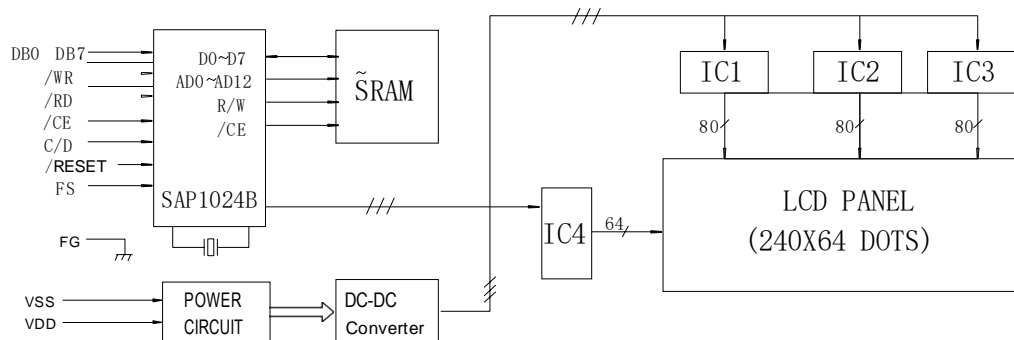 DB0 DB7
/WR
/RD
/CE
C/D
/RESET
FS
FG
D0~D7
AD0~AD12
R/W
/CE
SAP1024B
~
SRAM
IC1
IC2
IC3
80
80
80
LCD PANEL
(240X64 DOTS)
IC4
64
VSS
VDD
POWER
CIRCUIT
DC-DC
Converter